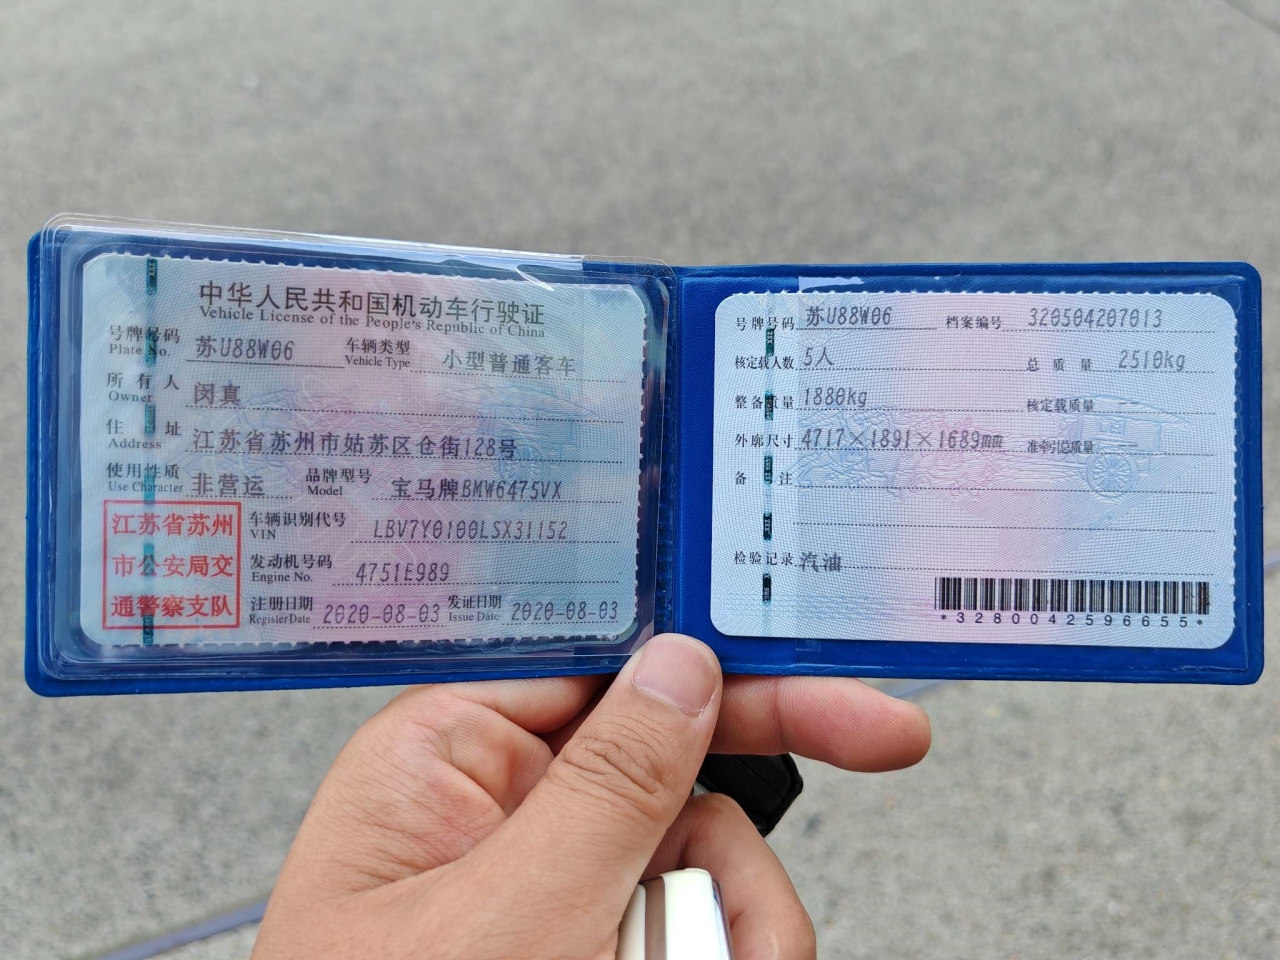 中华人民共和国机动车行驶证
Vehicle License of the People's Republic of China
号牌号码 苏U88W06 车辆类型 小型普通客车
Plate No. Vehicle Type
所有人 闵真
Owner
住址 江苏省苏州市姑苏区仓街128号
Address
使用性质 非营运 品牌型号 宝马牌BMW6475VX
Use Character Model
江苏省苏州
市公安局交
通警察支队
车辆识别代号 LBV7Y0100LSX31152
VIN
发动机号码 4751E989
Engine No.
注册日期 2020-08-03 发证日期 2020-08-03
Register Date Issue Date
号牌号码 苏U88W06 档案编号 320504207013
核定载人数 5人 总质量 2510kg
整备质量 1880kg 核定载质量 --
外廓尺寸 4717×1891×1689mm 准牵引总质量 --
备注
检验记录 汽油
*3280042596655*